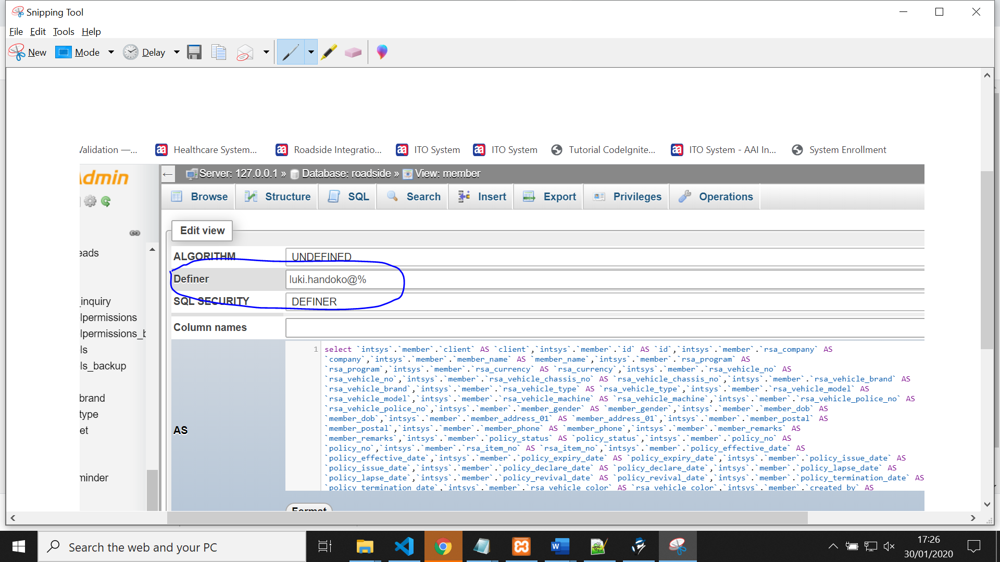 Snipping Tool
File Edit Tools Help
New Mode Delay
Validation —... Healthcare System... Roadside Integratio... ITO System ITO System Tutorial CodeIgnite... ITO System - AAI In... System Enrollment
Admin
← Server: 127.0.0.1 » Database: roadside » View: member
Browse Structure SQL Search Insert Export Privileges Operations
Edit view
ALGORITHM UNDEFINED
Definer luki.handoko@%
SQL SECURITY DEFINER
Column names
AS
1 select `intsys`.`member`.`client` AS `client`,`intsys`.`member`.`id` AS `id`,`intsys`.`member`.`rsa_company` AS
`company`,`intsys`.`member`.`member_name` AS `member_name`,`intsys`.`member`.`rsa_program` AS
`rsa_program`,`intsys`.`member`.`rsa_currency` AS `rsa_currency`,`intsys`.`member`.`rsa_vehicle_no` AS
`rsa_vehicle_no`,`intsys`.`member`.`rsa_vehicle_chassis_no` AS `rsa_vehicle_chassis_no`,`intsys`.`member`.`rsa_vehicle_brand` AS
`rsa_vehicle_brand`,`intsys`.`member`.`rsa_vehicle_type` AS `rsa_vehicle_type`,`intsys`.`member`.`rsa_vehicle_model` AS
`rsa_vehicle_model`,`intsys`.`member`.`rsa_vehicle_machine` AS `rsa_vehicle_machine`,`intsys`.`member`.`rsa_vehicle_police_no` AS
`rsa_vehicle_police_no`,`intsys`.`member`.`member_gender` AS `member_gender`,`intsys`.`member`.`member_dob` AS
`member_dob`,`intsys`.`member`.`member_address_01` AS `member_address_01`,`intsys`.`member`.`member_postal` AS
`member_postal`,`intsys`.`member`.`member_phone` AS `member_phone`,`intsys`.`member`.`member_remarks` AS
`member_remarks`,`intsys`.`member`.`policy_status` AS `policy_status`,`intsys`.`member`.`policy_no` AS
`policy_no`,`intsys`.`member`.`rsa_item_no` AS `rsa_item_no`,`intsys`.`member`.`policy_effective_date` AS
`policy_effective_date`,`intsys`.`member`.`policy_expiry_date` AS `policy_expiry_date`,`intsys`.`member`.`policy_issue_date` AS
`policy_issue_date`,`intsys`.`member`.`policy_declare_date` AS `policy_declare_date`,`intsys`.`member`.`policy_lapse_date` AS
`policy_lapse_date`,`intsys`.`member`.`policy_revival_date` AS `policy_revival_date`,`intsys`.`member`.`policy_termination_date` AS
`policy_termination_date`,`intsys`.`member`.`rsa_vehicle_color` AS `rsa_vehicle_color`,`intsys`.`member`.`created_by` AS
Format
eads
_inquiry
lpermissions
lpermissions_b
ls
ls_backup
brand
type
et
minder
Search the web and your PC
17:26
30/01/2020